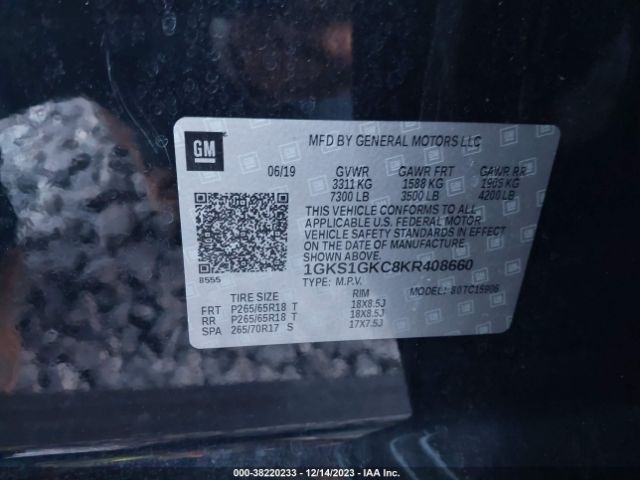 GM
MFD BY GENERAL MOTORS LLC
06/19 GVWR GAWR FRT GAWR RR
3311 KG 1588 KG 1905 KG
7300 LB 3500 LB 4200 LB
THIS VEHICLE CONFORMS TO ALL
APPLICABLE U.S. FEDERAL MOTOR
VEHICLE SAFETY STANDARDS IN EFFECT
ON THE DATE OF MANUFACTURE
SHOWN ABOVE.
8555 1GKS1GKC8KR408660
TYPE: M.P.V. MODEL: 80TC15906
TIRE SIZE RIM
FRT P265/65R18 T 18X8.5J
RR P265/65R18 T 18X8.5J
SPA 265/70R17 S 17X7.5J
000-38220233 - 12/14/2023 - IAA Inc.